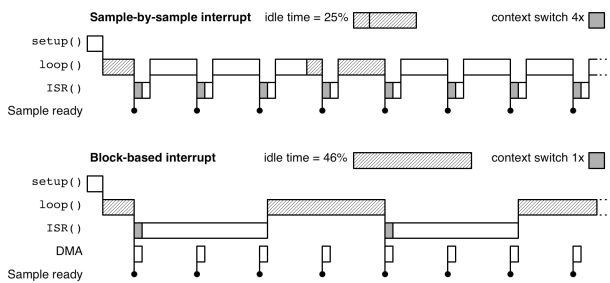 Sample-by-sample interrupt idle time = 25% context switch 4x
setup()
loop()
ISR()
Sample ready
Block-based interrupt idle time = 46% context switch 1x
setup()
loop()
ISR()
DMA
Sample ready